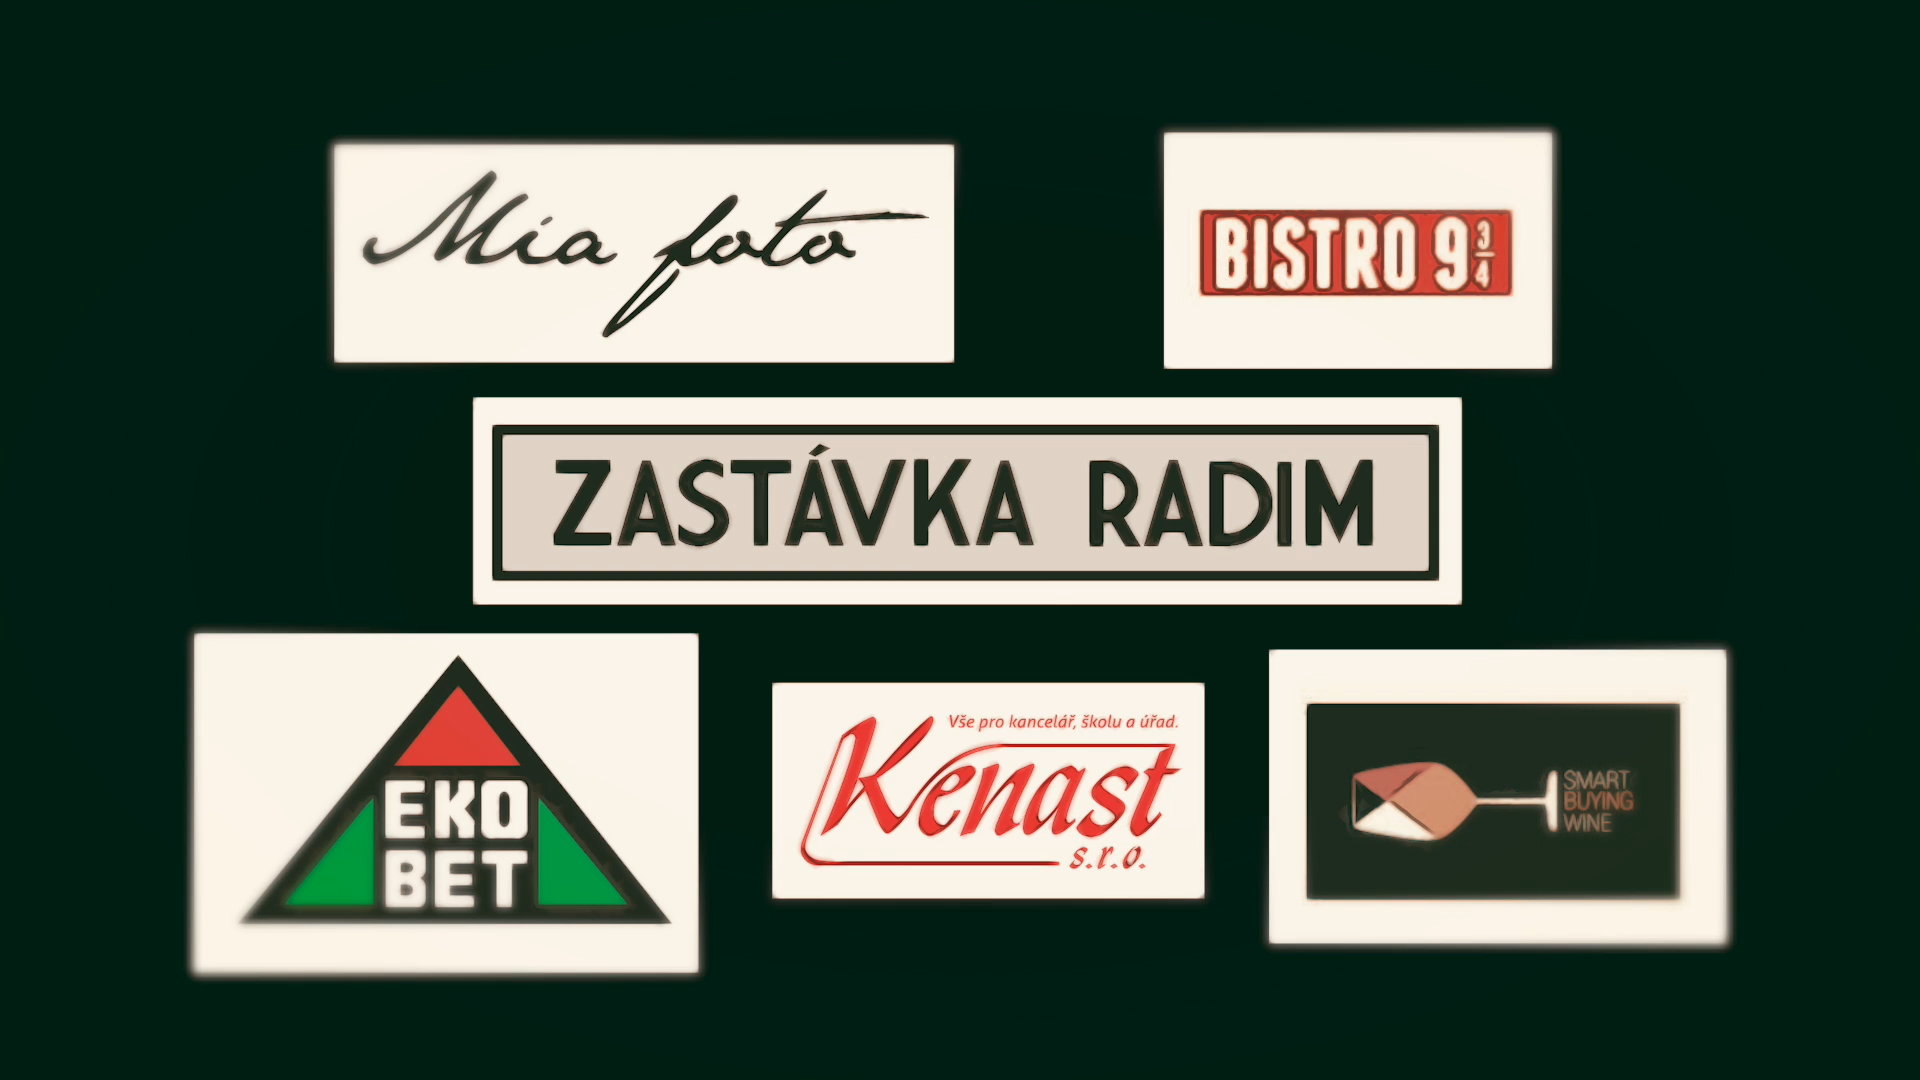 Mia foto
BISTRO 9 3/4
ZASTÁVKA RADIM
EKO
BET
Vše pro kancelář, školu a úřad.
Kenast
s.r.o.
SMART
BUYING
WINE